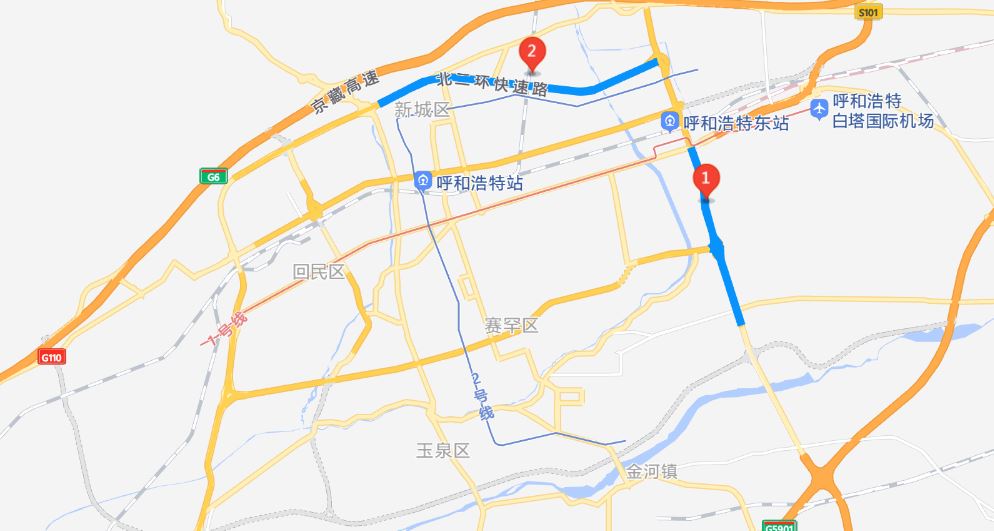 S101
2
京藏高速
北二环快速路
新城区
呼和浩特
白塔国际机场
呼和浩特东站
G6
呼和浩特站
1
回民区
一号线
赛罕区
G110
2号线
玉泉区
金河镇
G5901